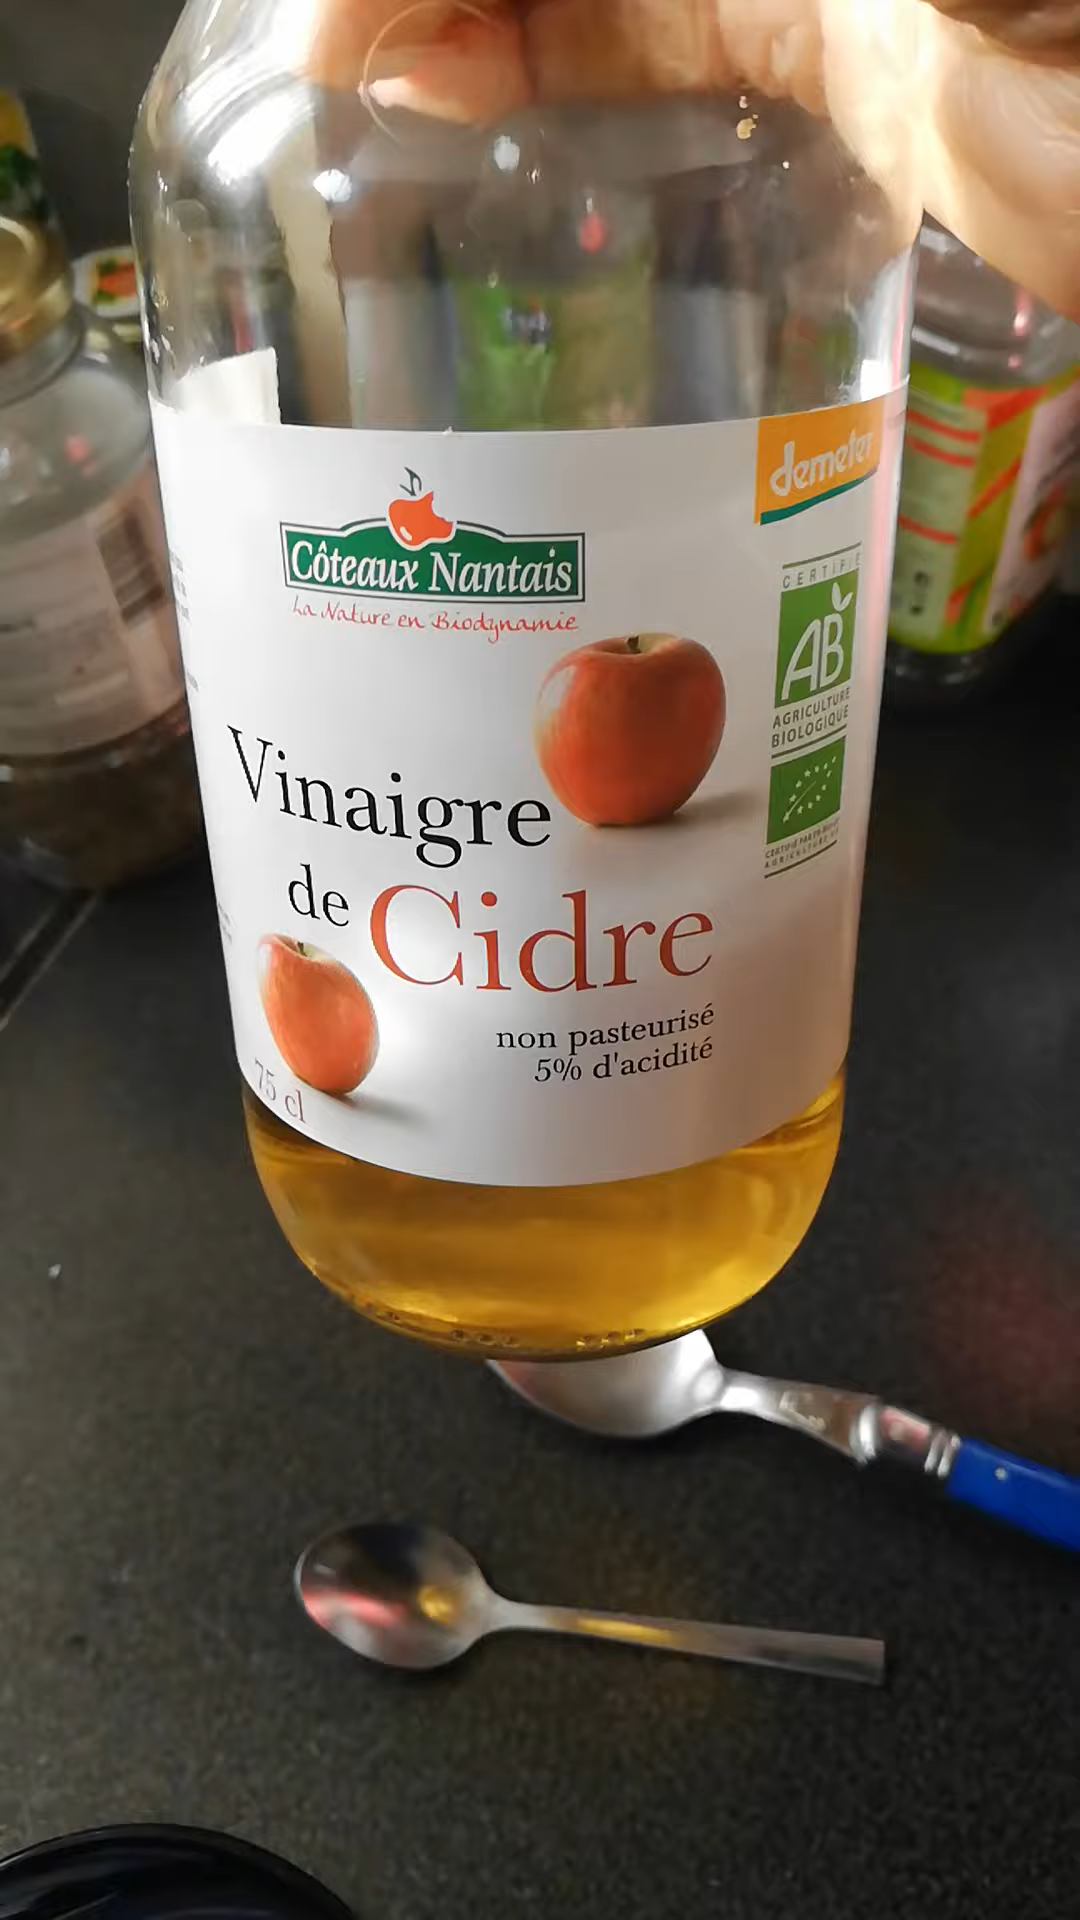 demeter
Côteaux Nantais
La Nature en Biodynamie
CERTIFIÉ
AB
AGRICULTURE
BIOLOGIQUE
Vinaigre
de Cidre
non pasteurisé
5% d'acidité
75 cl